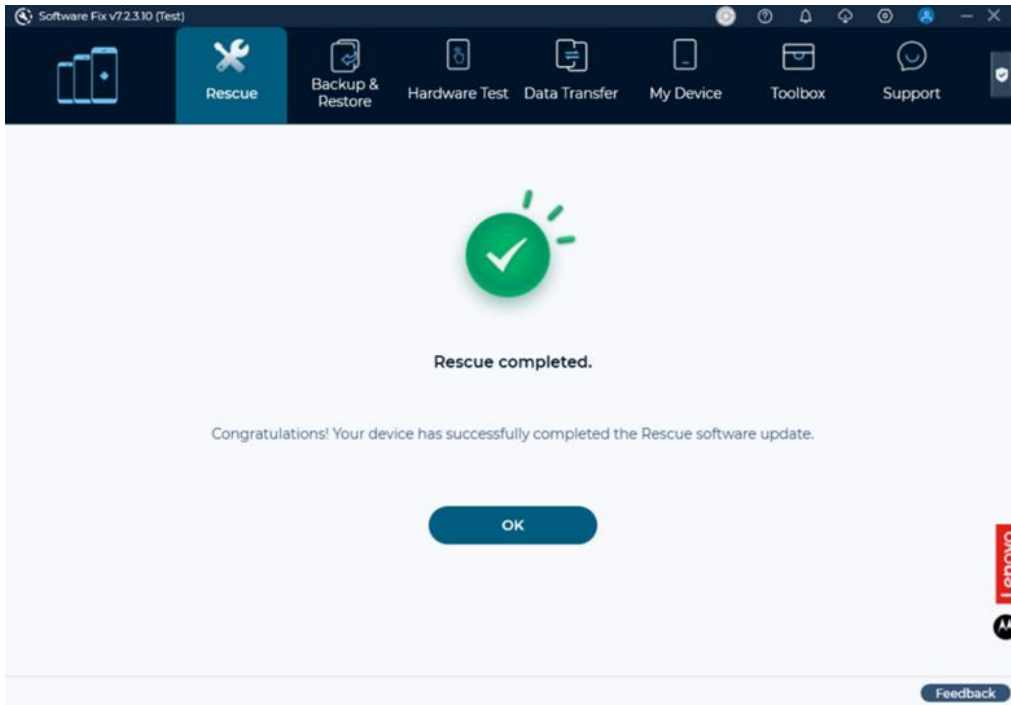 Software Fix v7.2.3.10 (Test)
Rescue
Backup &
Restore
Hardware Test
Data Transfer
My Device
Toolbox
Support
Rescue completed.
Congratulations! Your device has successfully completed the Rescue software update.
OK
Lenovo
Feedback